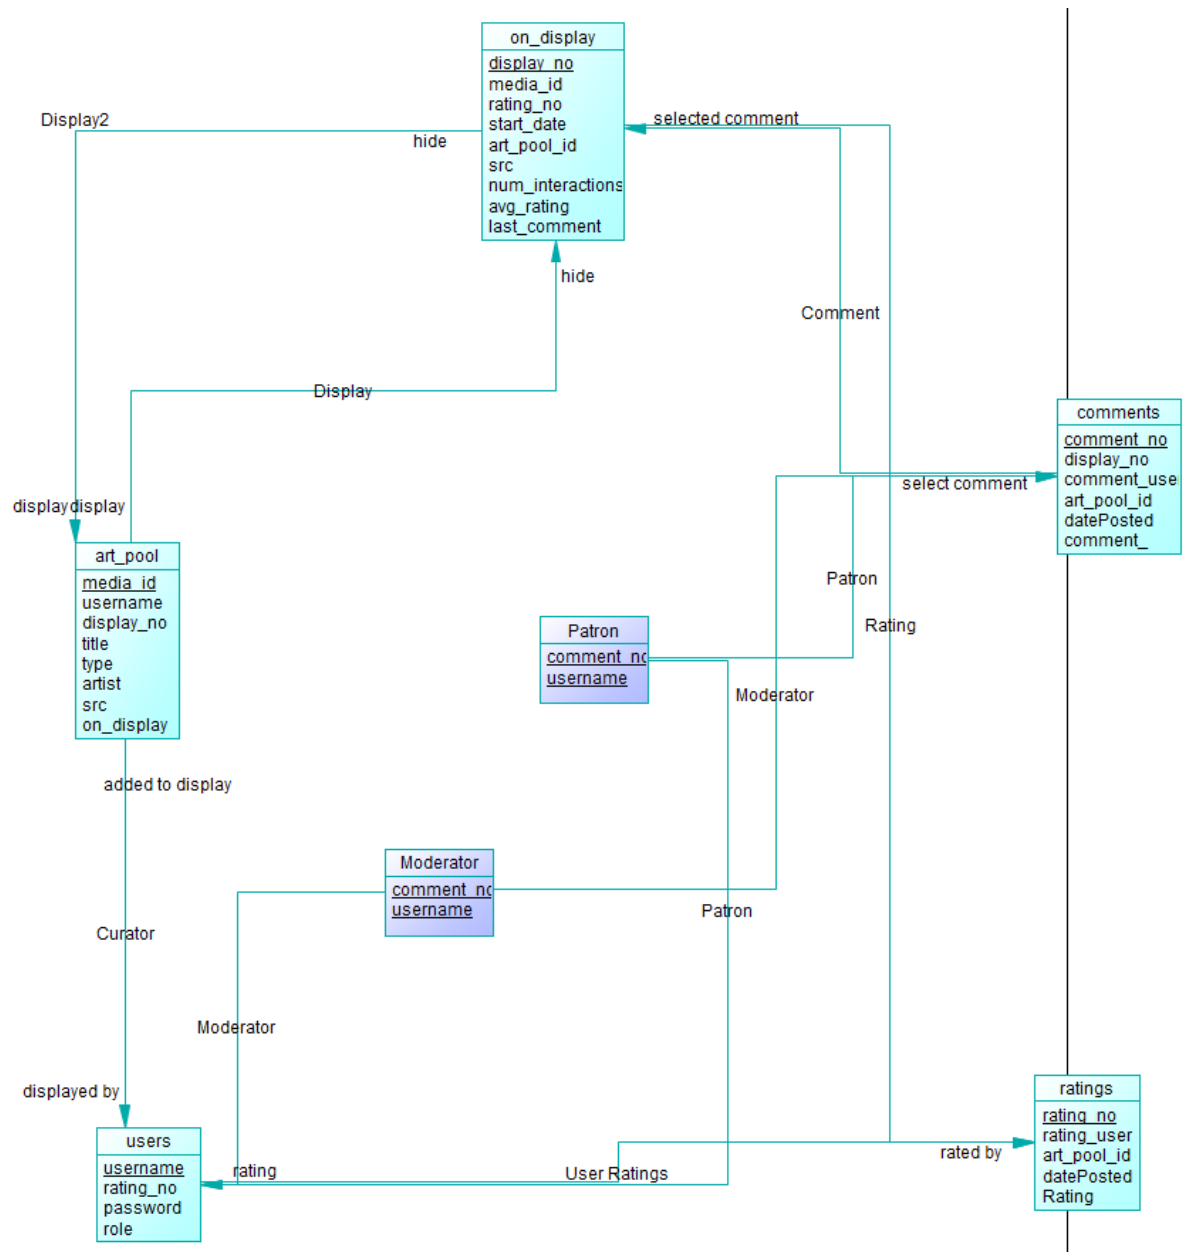 on_display
display_no
media_id
rating_no
start_date
art_pool_id
src
num_interactions
avg_rating
last_comment
Display2
hide
selected comment
hide
Comment
Display
comments
comment_no
display_no
comment_use
art_pool_id
datePosted
comment_
select comment
displaydisplay
art_pool
media_id
username
display_no
title
type
artist
src
on_display
Patron
Rating
Patron
comment_nc
username
Moderator
added to display
Moderator
comment_nc
username
Patron
Curator
Moderator
displayed by
users
username
rating_no
password
role
rating
User Ratings
rated by
ratings
rating_no
rating_user
art_pool_id
datePosted
Rating